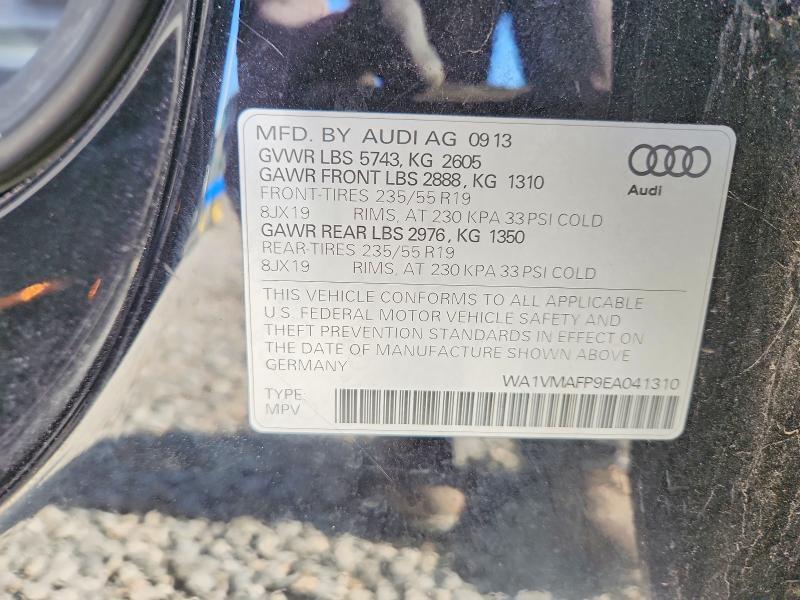 MFD. BY AUDI AG 0913
GVWR LBS 5743, KG 2605
GAWR FRONT LBS 2888, KG 1310
FRONT-TIRES 235/55 R19
8JX19 RIMS, AT 230 KPA 33 PSI COLD
GAWR REAR LBS 2976, KG 1350
REAR-TIRES 235/55 R19
8JX19 RIMS, AT 230 KPA 33 PSI COLD
Audi
THIS VEHICLE CONFORMS TO ALL APPLICABLE
U.S. FEDERAL MOTOR VEHICLE SAFETY AND
THEFT PREVENTION STANDARDS IN EFFECT ON
THE DATE OF MANUFACTURE SHOWN ABOVE
GERMANY
WA1VMAFP9EA041310
TYPE:
MPV